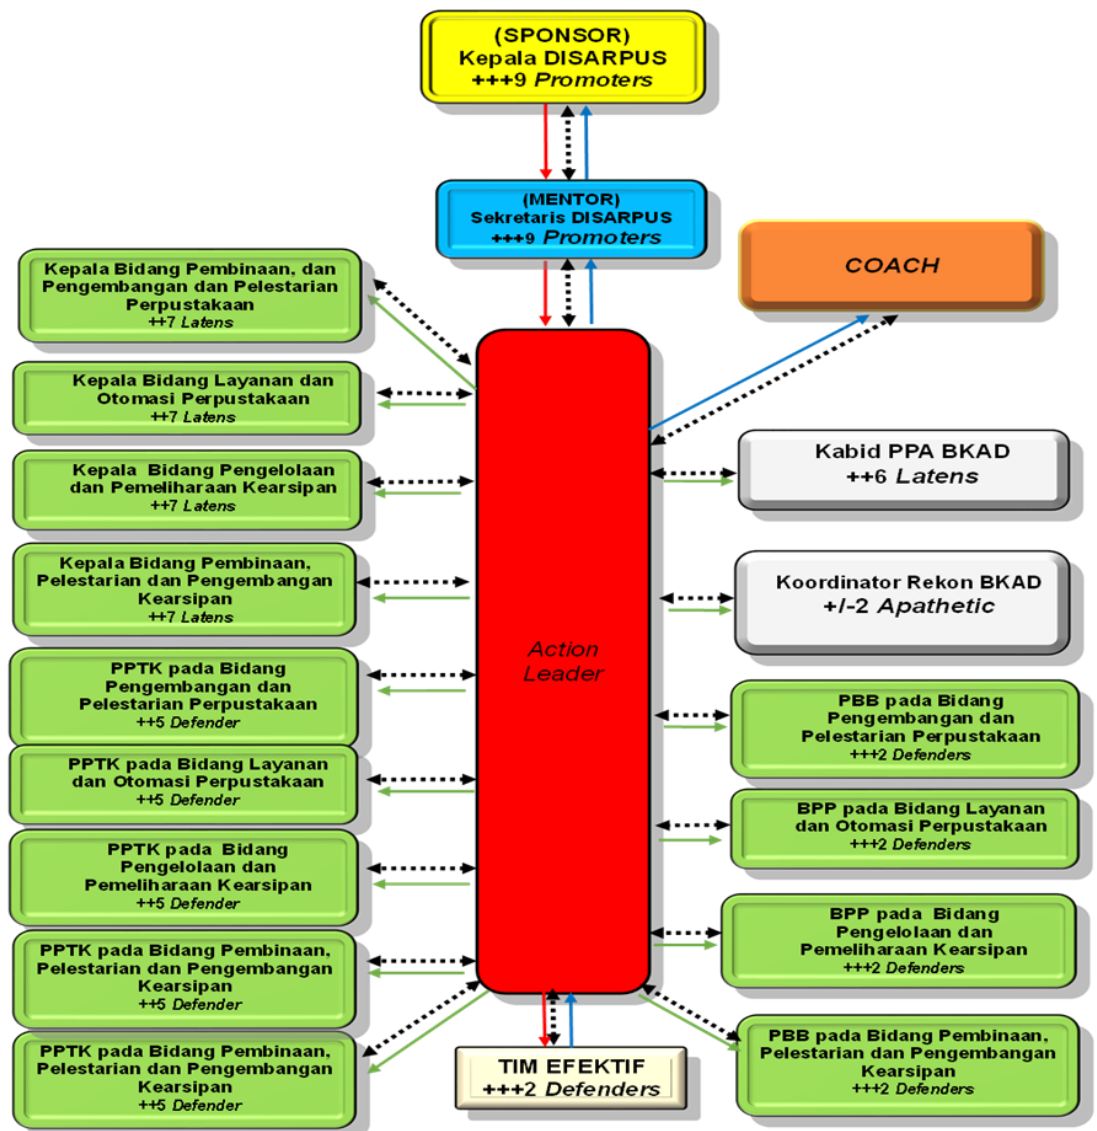 (SPONSOR)
Kepala DISARPUS
+++9 Promoters
(MENTOR)
Sekretaris DISARPUS
+++9 Promoters
COACH
Kepala Bidang Pembinaan, dan
Pengembangan dan Pelestarian
Perpustakaan
++7 Latens
Kepala Bidang Layanan dan
Otomasi Perpustakaan
++7 Latens
Kepala Bidang Pengelolaan
dan Pemeliharaan Kearsipan
++7 Latens
Kepala Bidang Pembinaan,
Pelestarian dan Pengembangan
Kearsipan
++7 Latens
PPTK pada Bidang
Pengembangan dan
Pelestarian Perpustakaan
++5 Defender
PPTK pada Bidang Layanan
dan Otomasi Perpustakaan
++5 Defender
PPTK pada Bidang
Pengelolaan dan
Pemeliharaan Kearsipan
++5 Defender
PPTK pada Bidang Pembinaan,
Pelestarian dan Pengembangan
Kearsipan
++5 Defender
PPTK pada Bidang Pembinaan,
Pelestarian dan Pengembangan
Kearsipan
++5 Defender
Action
Leader
TIM EFEKTIF
+++2 Defenders
Kabid PPA BKAD
++6 Latens
Koordinator Rekon BKAD
+/-2 Apathetic
PBB pada Bidang
Pengembangan dan
Pelestarian Perpustakaan
+++2 Defenders
BPP pada Bidang Layanan
dan Otomasi Perpustakaan
+++2 Defenders
BPP pada Bidang
Pengelolaan dan
Pemeliharaan Kearsipan
+++2 Defenders
PBB pada Bidang Pembinaan,
Pelestarian dan Pengembangan
Kearsipan
+++2 Defenders